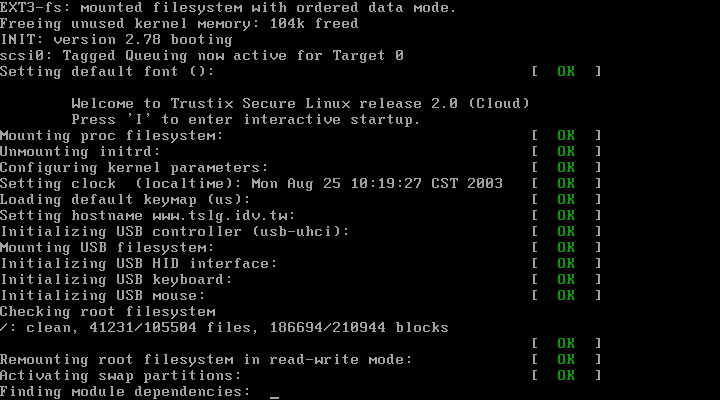 EXT3-fs: mounted filesystem with ordered data mode.
Freeing unused kernel memory: 104k freed
INIT: version 2.78 booting
scsi0: Tagged Queuing now active for Target 0
Setting default font (): [ OK ]
Welcome to Trustix Secure Linux release 2.0 (Cloud)
Press 'I' to enter interactive startup.
Mounting proc filesystem: [ OK ]
Unmounting initrd: [ OK ]
Configuring kernel parameters: [ OK ]
Setting clock (localtime): Mon Aug 25 10:19:27 CST 2003 [ OK ]
Loading default keymap (us): [ OK ]
Setting hostname www.tslg.idv.tw: [ OK ]
Initializing USB controller (usb-uhci): [ OK ]
Mounting USB filesystem: [ OK ]
Initializing USB HID interface: [ OK ]
Initializing USB keyboard: [ OK ]
Initializing USB mouse: [ OK ]
Checking root filesystem
/: clean, 41231/105504 files, 186694/210944 blocks
[ OK ]
Remounting root filesystem in read-write mode: [ OK ]
Activating swap partitions: [ OK ]
Finding module dependencies: _